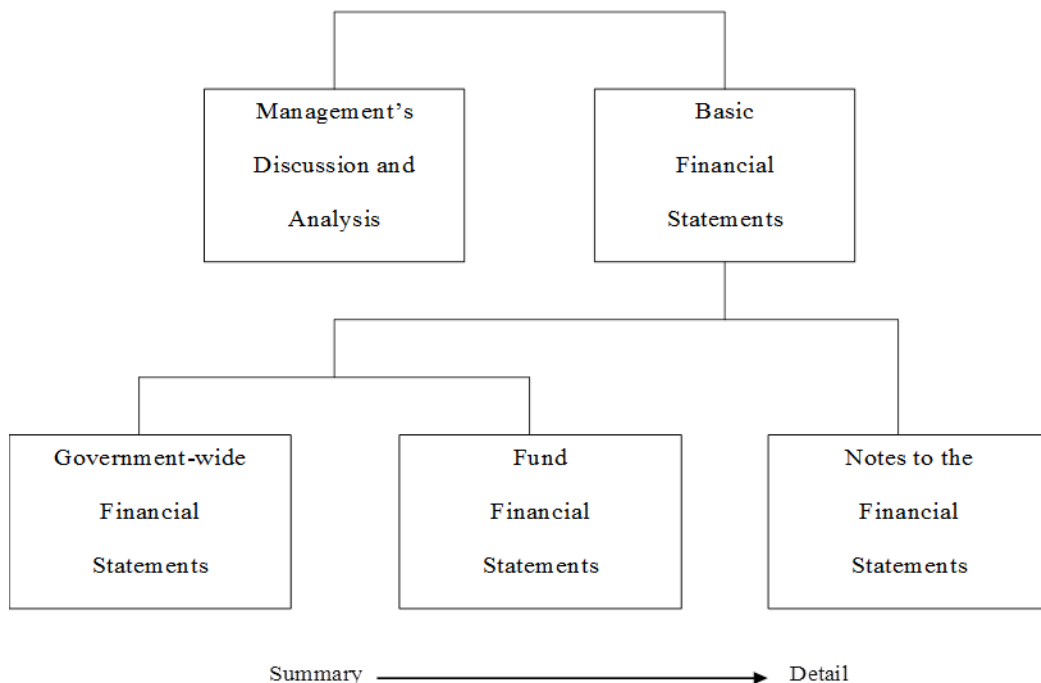 Management’s
Discussion and
Analysis
Basic
Financial
Statements
Government-wide
Financial
Statements
Fund
Financial
Statements
Notes to the
Financial
Statements
Summary
Detail